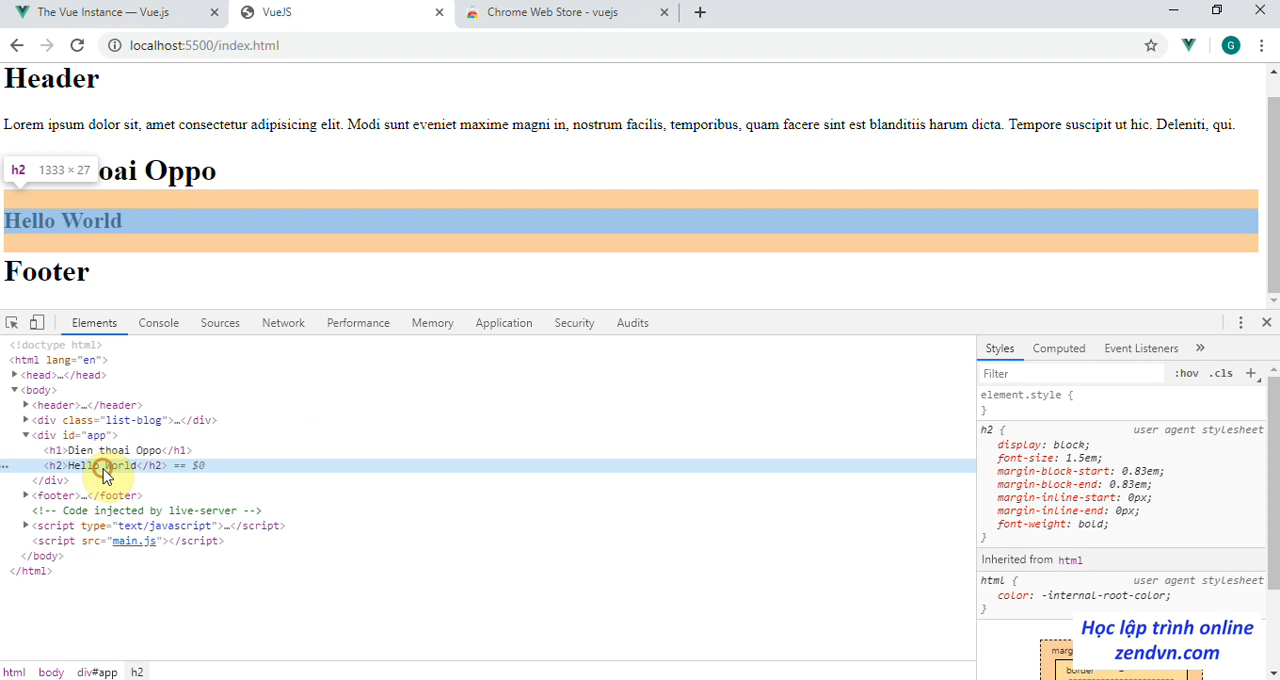 The Vue Instance — Vue.js
VueJS
Chrome Web Store - vuejs
localhost:5500/index.html
G
Header
Lorem ipsum dolor sit, amet consectetur adipisicing elit. Modi sunt eveniet maxime magni in, nostrum facilis, temporibus, quam facere sint est blanditiis harum dicta. Tempore suscipit ut hic. Deleniti, qui.
h2 1333 × 27
oai Oppo
Hello World
Footer
Elements Console Sources Network Performance Memory Application Security Audits
<!doctype html>
<html lang="en">
<head>…</head>
<body>
<header>…</header>
<div class="list-blog">…</div>
<div id="app">
<h1>Dien thoai Oppo</h1>
<h2>Hello World</h2> == $0
</div>
<footer>…</footer>
<!-- Code injected by live-server -->
<script type="text/javascript">…</script>
<script src="main.js"></script>
</body>
</html>
html body div#app h2
Styles Computed Event Listeners »
Filter :hov .cls +
element.style {
}
h2 { user agent stylesheet
display: block;
font-size: 1.5em;
margin-block-start: 0.83em;
margin-block-end: 0.83em;
margin-inline-start: 0px;
margin-inline-end: 0px;
font-weight: bold;
}
Inherited from html
html { user agent stylesheet
color: -internal-root-color;
}
Học lập trình online
zendvn.com
marg
border